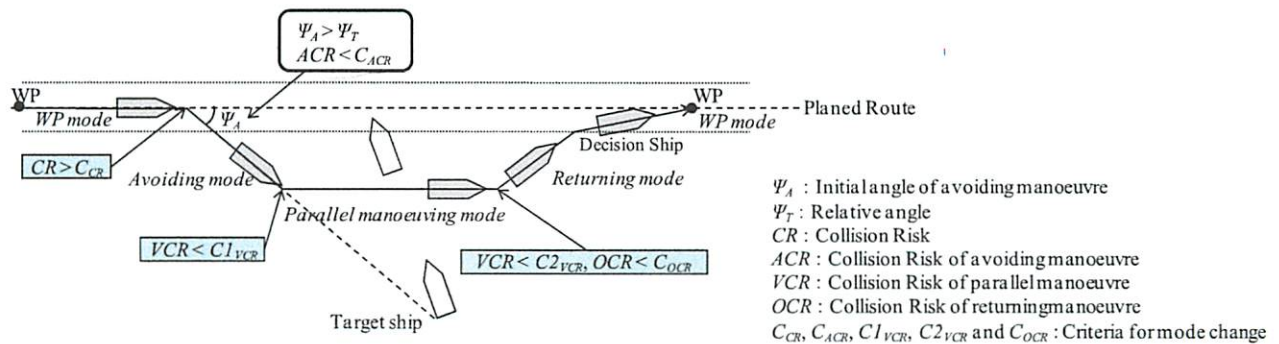 Ψ_A > Ψ_T
ACR < C_ACR
WP
WP
Planed Route
WP mode
Ψ_A
WP mode
Decision Ship
CR > C_CR
Avoiding mode
Returning mode
Parallel manoeuving mode
VCR < C1_VCR
VCR < C2_VCR, OCR < C_OCR
Target ship
Ψ_A : Initial angle of avoiding manoeuvre
Ψ_T : Relative angle
CR : Collision Risk
ACR : Collision Risk of avoiding manoeuvre
VCR : Collision Risk of parallel manoeuvre
OCR : Collision Risk of returning manoeuvre
C_CR, C_ACR, C1_VCR, C2_VCR and C_OCR : Criteria for mode change